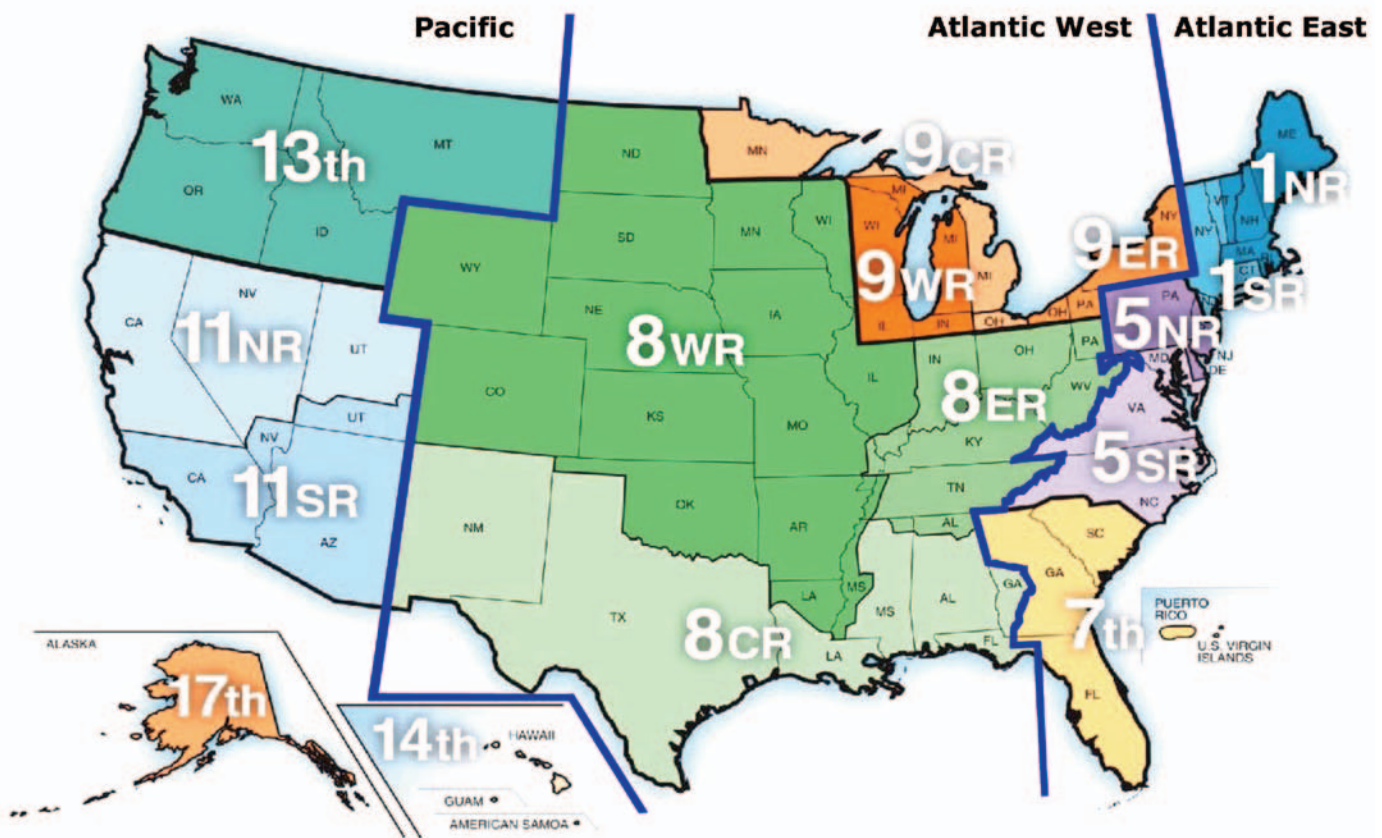 Pacific
Atlantic West
Atlantic East
WA
MT
OR
ID
13th
ND
MN
9CR
MI
ME
1NR
VT
NH
NY
MA
RI
CT
1SR
WY
SD
MN
WI
WI
MI
MI
9WR
NY
9ER
CA
NV
11NR
UT
NE
8WR
IA
IL
IN
OH
OH
PA
PA
5NR
NJ
MD
NJ
DE
CO
KS
MO
IL
IN
OH
PA
8ER
WV
VA
KY
UT
NV
CA
11SR
AZ
NM
OK
AR
TN
AL
5SR
NC
SC
GA
GA
LA
MS
MS
AL
TX
8CR
LA
FL
7th
FL
PUERTO
RICO
U.S. VIRGIN
ISLANDS
ALASKA
17th
14th
HAWAII
GUAM
AMERICAN SAMOA